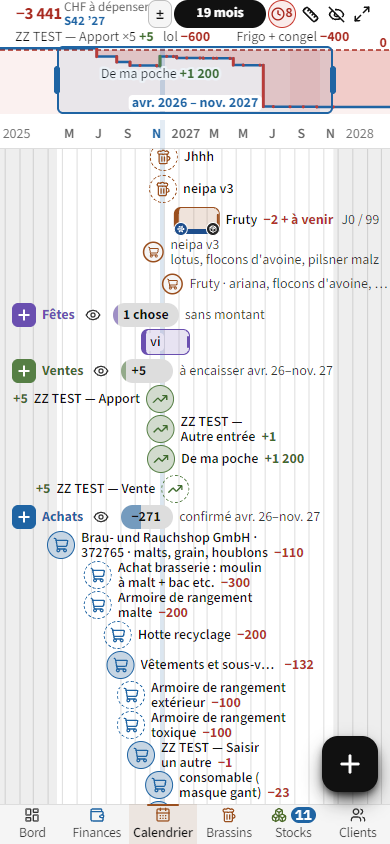 −3 441 CHF à dépenser
S42 ’27
±
19 mois
8
ZZ TEST — Apport ×5 +5 lol −600 Frigo + congel −400
0
De ma poche +1 200
avr. 2026 – nov. 2027
2025 M J S N 2027 M M J S N 2028
Jhhh
neipa v3
Fruty −2 + à venir J0 / 99
neipa v3
lotus, flocons d'avoine, pilsner malz
Fruty · ariana, flocons d'avoine, …
Fêtes 1 chose sans montant
vi
Ventes +5 à encaisser avr. 26–nov. 27
+5 ZZ TEST — Apport
ZZ TEST —
Autre entrée +1
De ma poche +1 200
+5 ZZ TEST — Vente
Achats −271 confirmé avr. 26–nov. 27
Brau- und Rauchshop GmbH ·
372765 · malts, grain, houblons −110
Achat brasserie : moulin
à malt + bac etc. −300
Armoire de rangement
malte −200
Hotte recyclage −200
Vêtements et sous-v… −132
Armoire de rangement
extérieur −100
Armoire de rangement
toxique −100
ZZ TEST — Saisir
un autre −1
consomable (
masque gant) −23
+
Bord Finances Calendrier Brassins Stocks 11 Clients